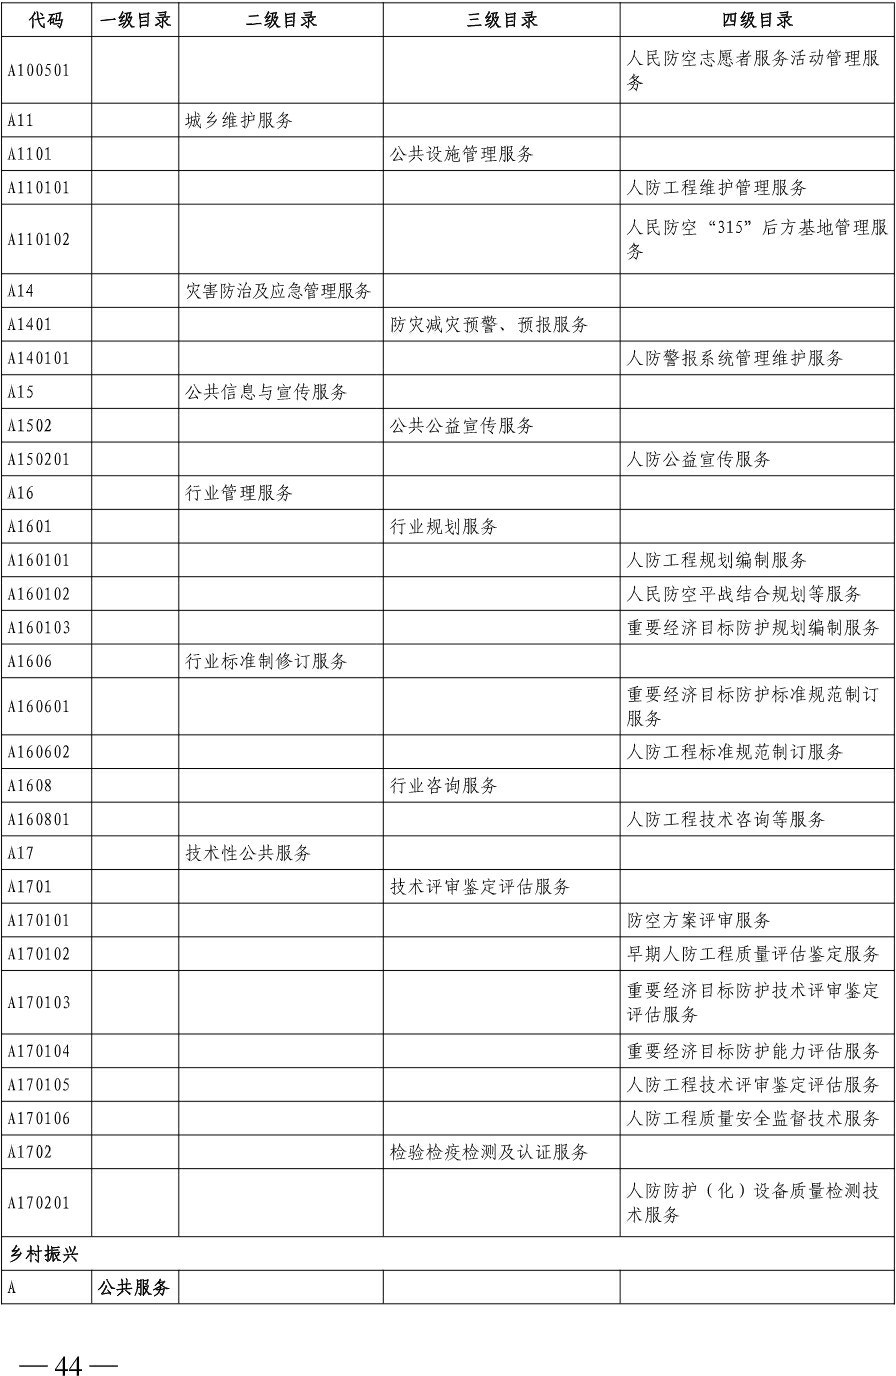 代码 一级目录 二级目录 三级目录 四级目录
A100501 人民防空志愿者服务活动管理服
务
A11 城乡维护服务
A1101 公共设施管理服务
A110101 人防工程维护管理服务
A110102 人民防空“315”后方基地管理服
务
A14 灾害防治及应急管理服务
A1401 防灾减灾预警、预报服务
A140101 人防警报系统管理维护服务
A15 公共信息与宣传服务
A1502 公共公益宣传服务
A150201 人防公益宣传服务
A16 行业管理服务
A1601 行业规划服务
A160101 人防工程规划编制服务
A160102 人民防空平战结合规划等服务
A160103 重要经济目标防护规划编制服务
A1606 行业标准制修订服务
A160601 重要经济目标防护标准规范制订
服务
A160602 人防工程标准规范制订服务
A1608 行业咨询服务
A160801 人防工程技术咨询等服务
A17 技术性公共服务
A1701 技术评审鉴定评估服务
A170101 防空方案评审服务
A170102 早期人防工程质量评估鉴定服务
A170103 重要经济目标防护技术评审鉴定
评估服务
A170104 重要经济目标防护能力评估服务
A170105 人防工程技术评审鉴定评估服务
A170106 人防工程质量安全监督技术服务
A1702 检验检疫检测及认证服务
A170201 人防防护（化）设备质量检测技
术服务
乡村振兴
A 公共服务
— 44 —